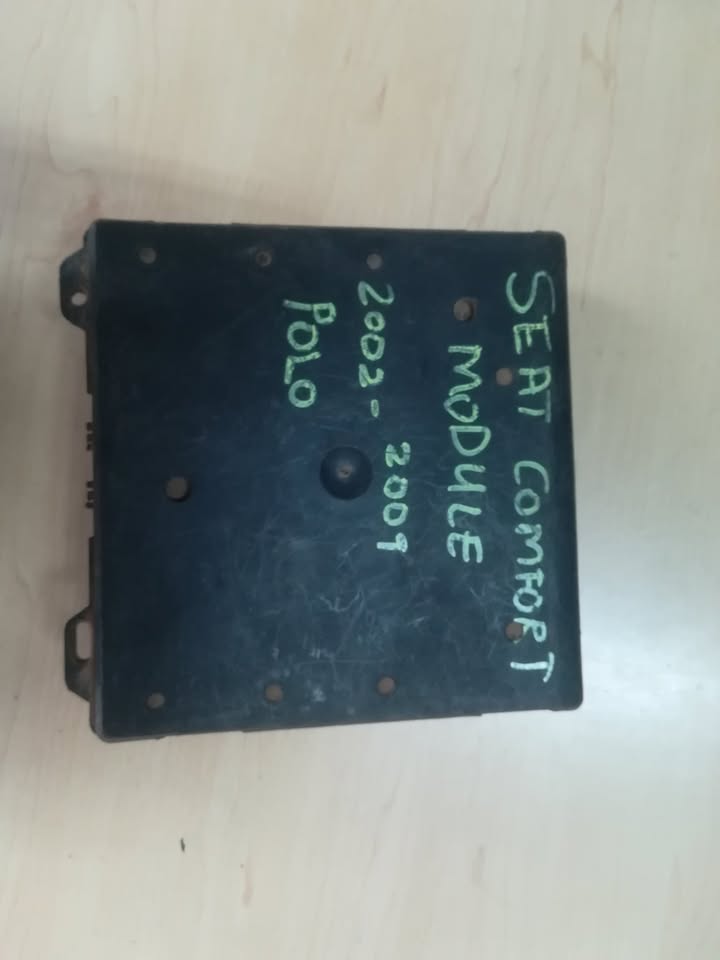 SEAT COMFORT
MODULE
2002- 2009
POLO